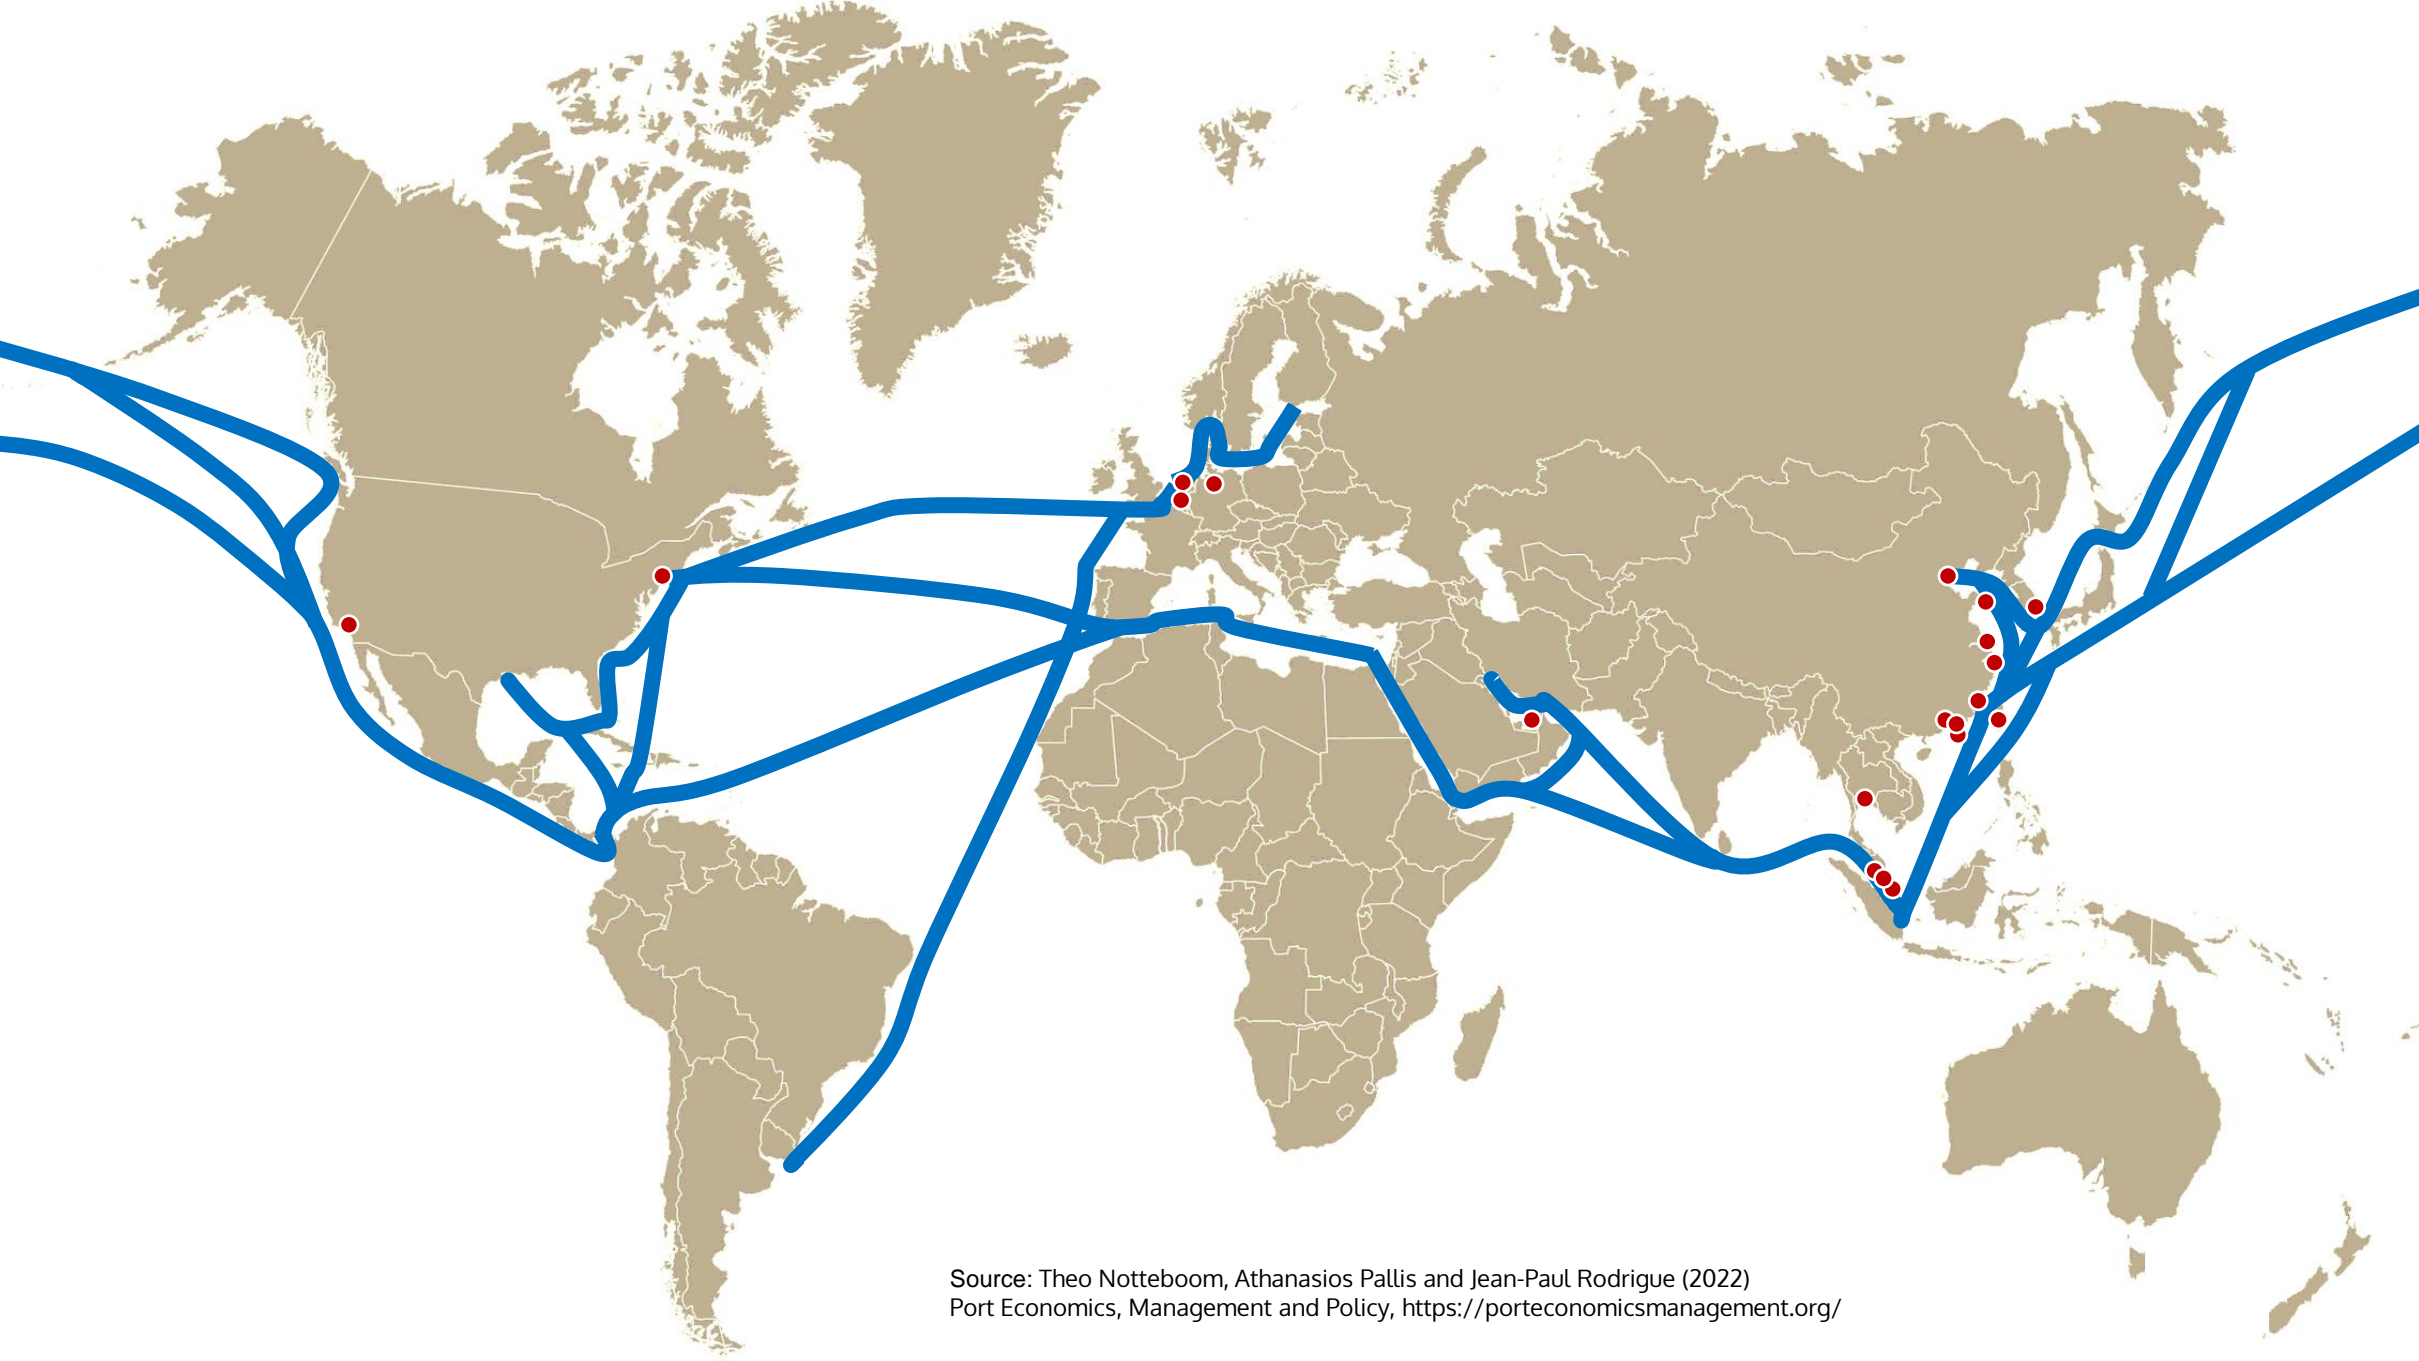 Source: Theo Notteboom, Athanasios Pallis and Jean-Paul Rodrigue (2022)
Port Economics, Management and Policy, https://porteconomicsmanagement.org/